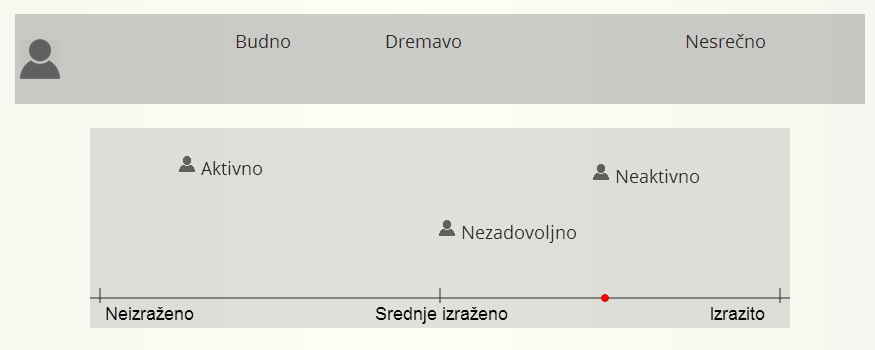 Budno Dremavo Nesrečno
Aktivno
Neaktivno
Nezadovoljno
Neizraženo Srednje izraženo Izrazito